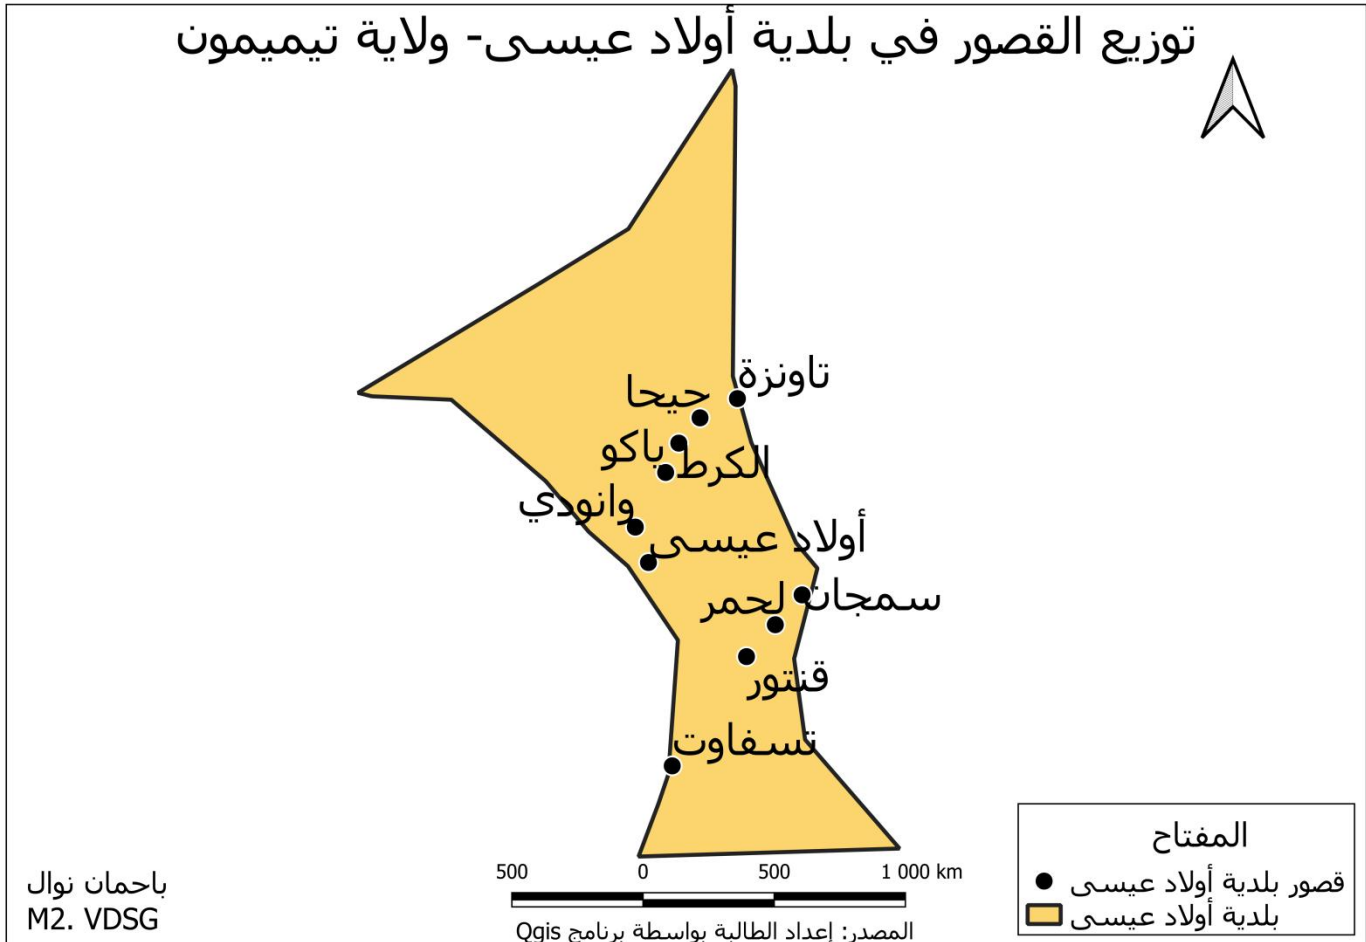 توزيع القصور في بلدية أولاد عيسى- ولاية تيميمون
تاونزة
حيحا
ياكو
الكرط
وانودي
أولاد عيسى
سمجان
لحمر
قنتور
تسفاوت
المفتاح
قصور بلدية أولاد عيسى
بلدية أولاد عيسى
500 0 500 1 000 km
المصدر: إعداد الطالبة بواسطة برنامج Qgis
باحمان نوال
M2. VDSG